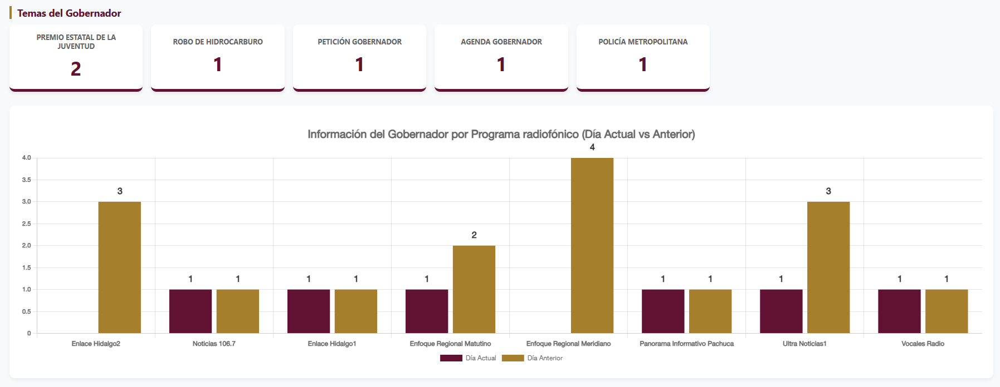 Temas del Gobernador
PREMIO ESTATAL DE LA
JUVENTUD
2
ROBO DE HIDROCARBURO
1
PETICIÓN GOBERNADOR
1
AGENDA GOBERNADOR
1
POLICÍA METROPOLITANA
1
Información del Gobernador por Programa radiofónico (Día Actual vs Anterior)
4.0
3.5
3.0
2.5
2.0
1.5
1.0
0.5
0
3
1
1
1
1
1
2
4
1
1
1
3
1
1
Enlace Hidalgo2
Noticias 106.7
Enlace Hidalgo1
Enfoque Regional Matutino
Enfoque Regional Meridiano
Panorama Informativo Pachuca
Ultra Noticias1
Vocales Radio
Día Actual
Día Anterior